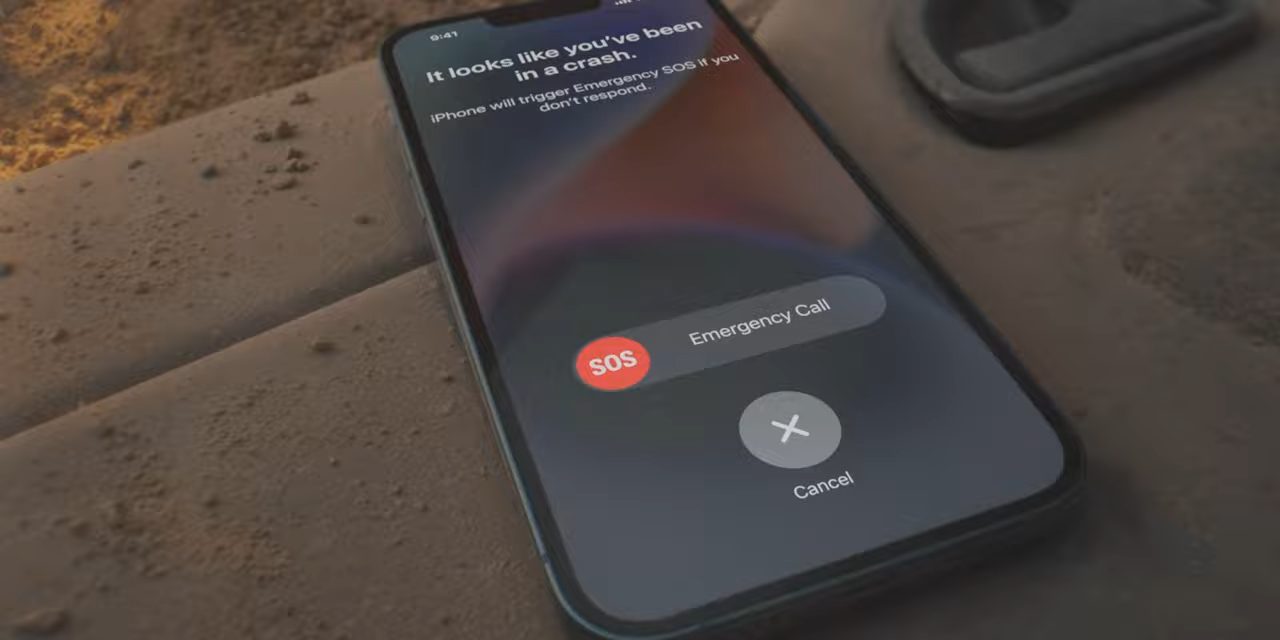 9:41
It looks like you've been
in a crash.
iPhone will trigger Emergency SOS if you
don't respond.
SOS
Emergency Call
Cancel